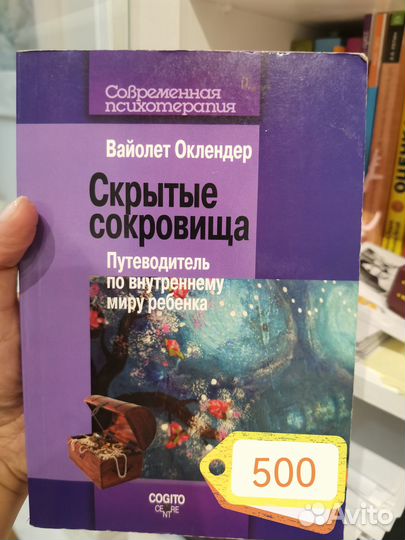 Современная
психотерапия
Вайолет Оклендер
Скрытые
сокровища
Путеводитель
по внутреннему
миру ребенка
COGITO
CENTRE
500
Avito